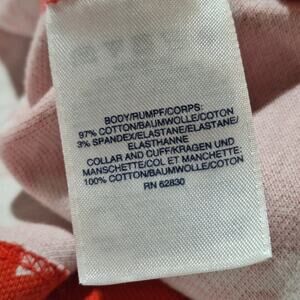 BODY/RUMPF/CORPS:
97% COTTON/BAUMWOLLE/COTON
3% SPANDEX/ELASTANE/ELASTANE/
ELASTHANNE
COLLAR AND CUFF/KRAGEN UND
MANSCHETTE/COL ET MANCHETTE:
100% COTTON/BAUMWOLLE/COTON
RN 62830